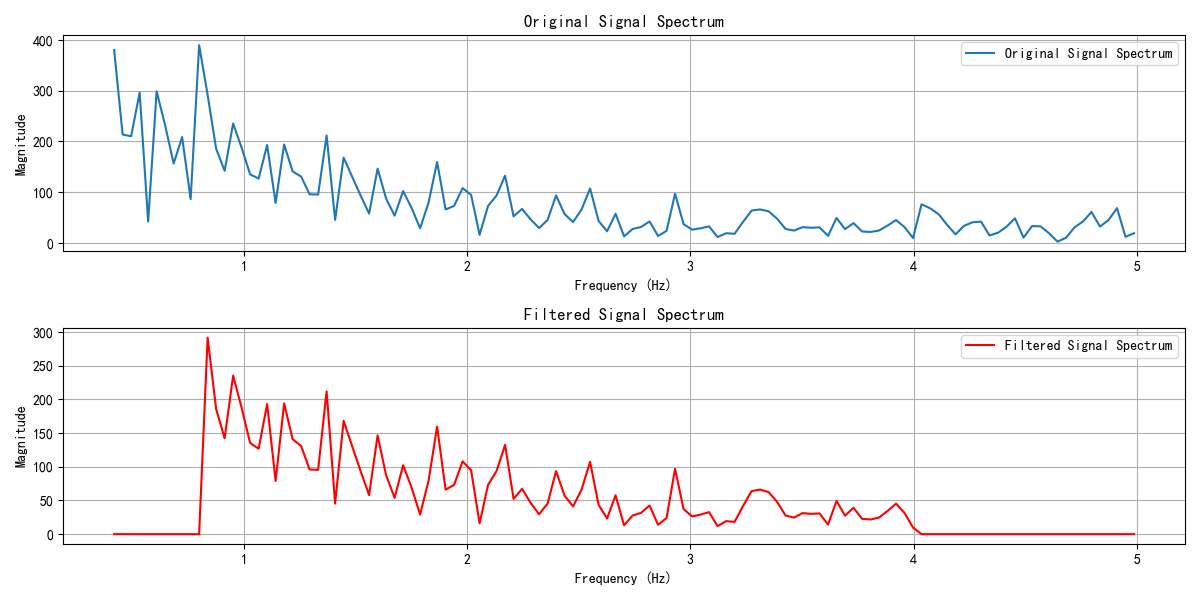 Original Signal Spectrum
400
300
200
100
0
Magnitude
Original Signal Spectrum
1
2
3
4
5
Frequency (Hz)
Filtered Signal Spectrum
300
250
200
150
100
50
0
Magnitude
Filtered Signal Spectrum
1
2
3
4
5
Frequency (Hz)